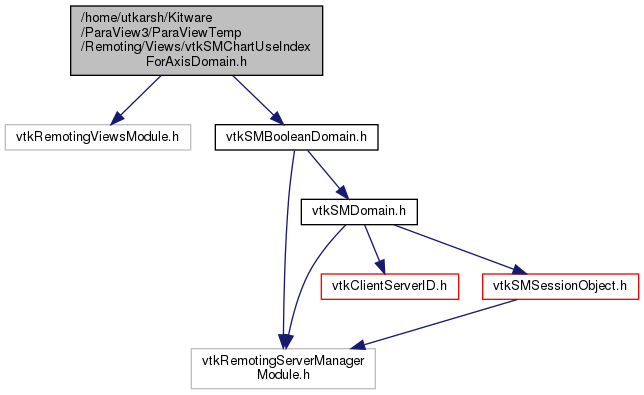 /home/utkarsh/Kitware
/ParaView3/ParaViewTemp
/Remoting/Views/vtkSMChartUseIndex
ForAxisDomain.h
vtkRemotingViewsModule.h
vtkSMBooleanDomain.h
vtkSMDomain.h
vtkClientServerID.h
vtkSMSessionObject.h
vtkRemotingServerManager
Module.h